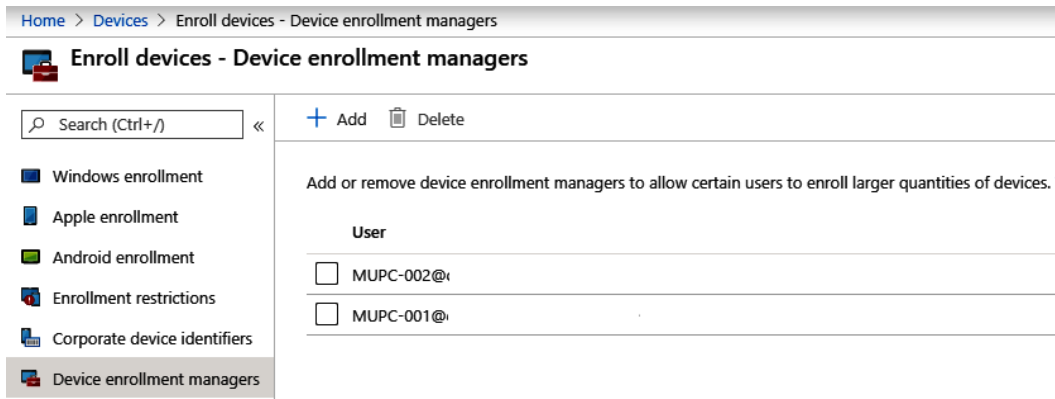 Home > Devices > Enroll devices - Device enrollment managers
Enroll devices - Device enrollment managers
Search (Ctrl+/)
«
+ Add Delete
Windows enrollment
Add or remove device enrollment managers to allow certain users to enroll larger quantities of devices.
Apple enrollment
User
Android enrollment
MUPC-002@
Enrollment restrictions
MUPC-001@
Corporate device identifiers
Device enrollment managers